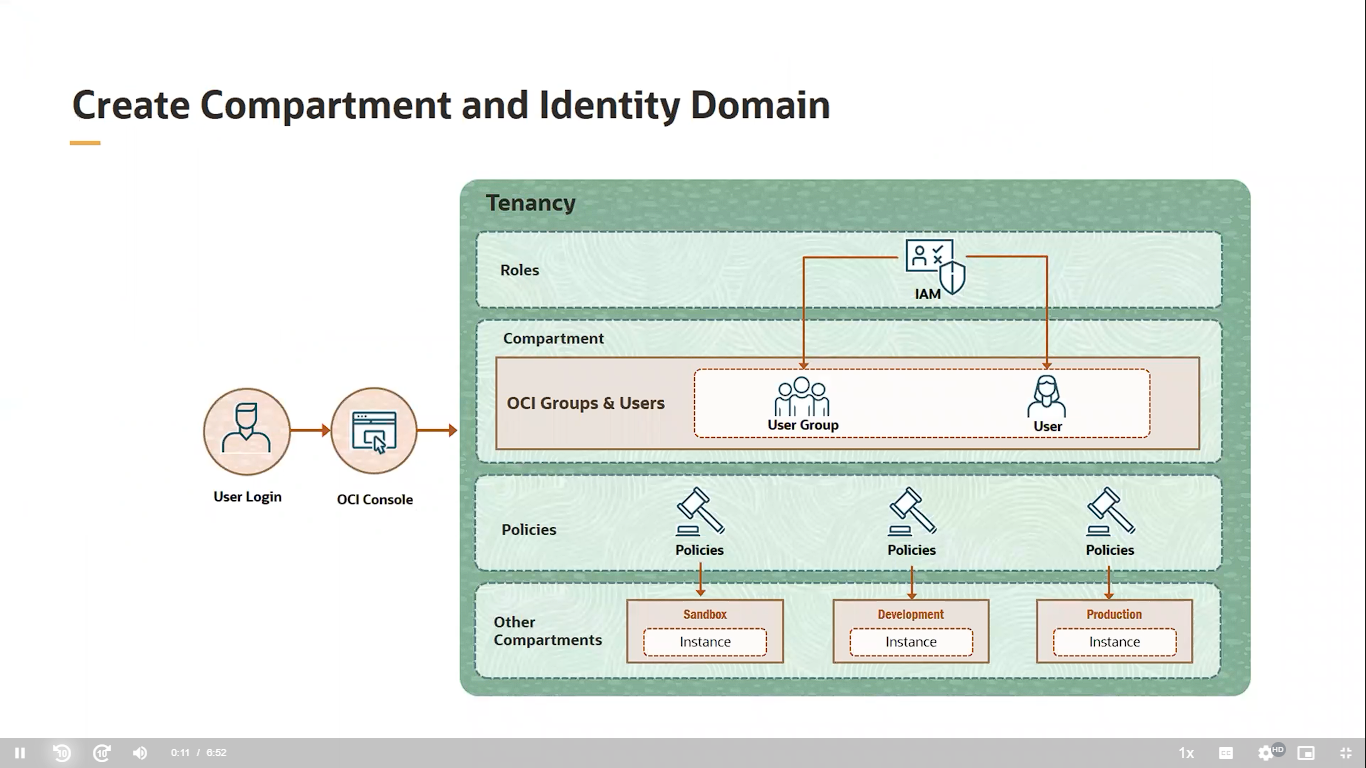 Create Compartment and Identity Domain
Tenancy
Roles
IAM
Compartment
OCI Groups & Users
User Group
User
User Login
OCI Console
Policies
Policies
Policies
Policies
Other
Compartments
Sandbox
Instance
Development
Instance
Production
Instance
10
10
0:11 / 6:52
1x
CC
HD